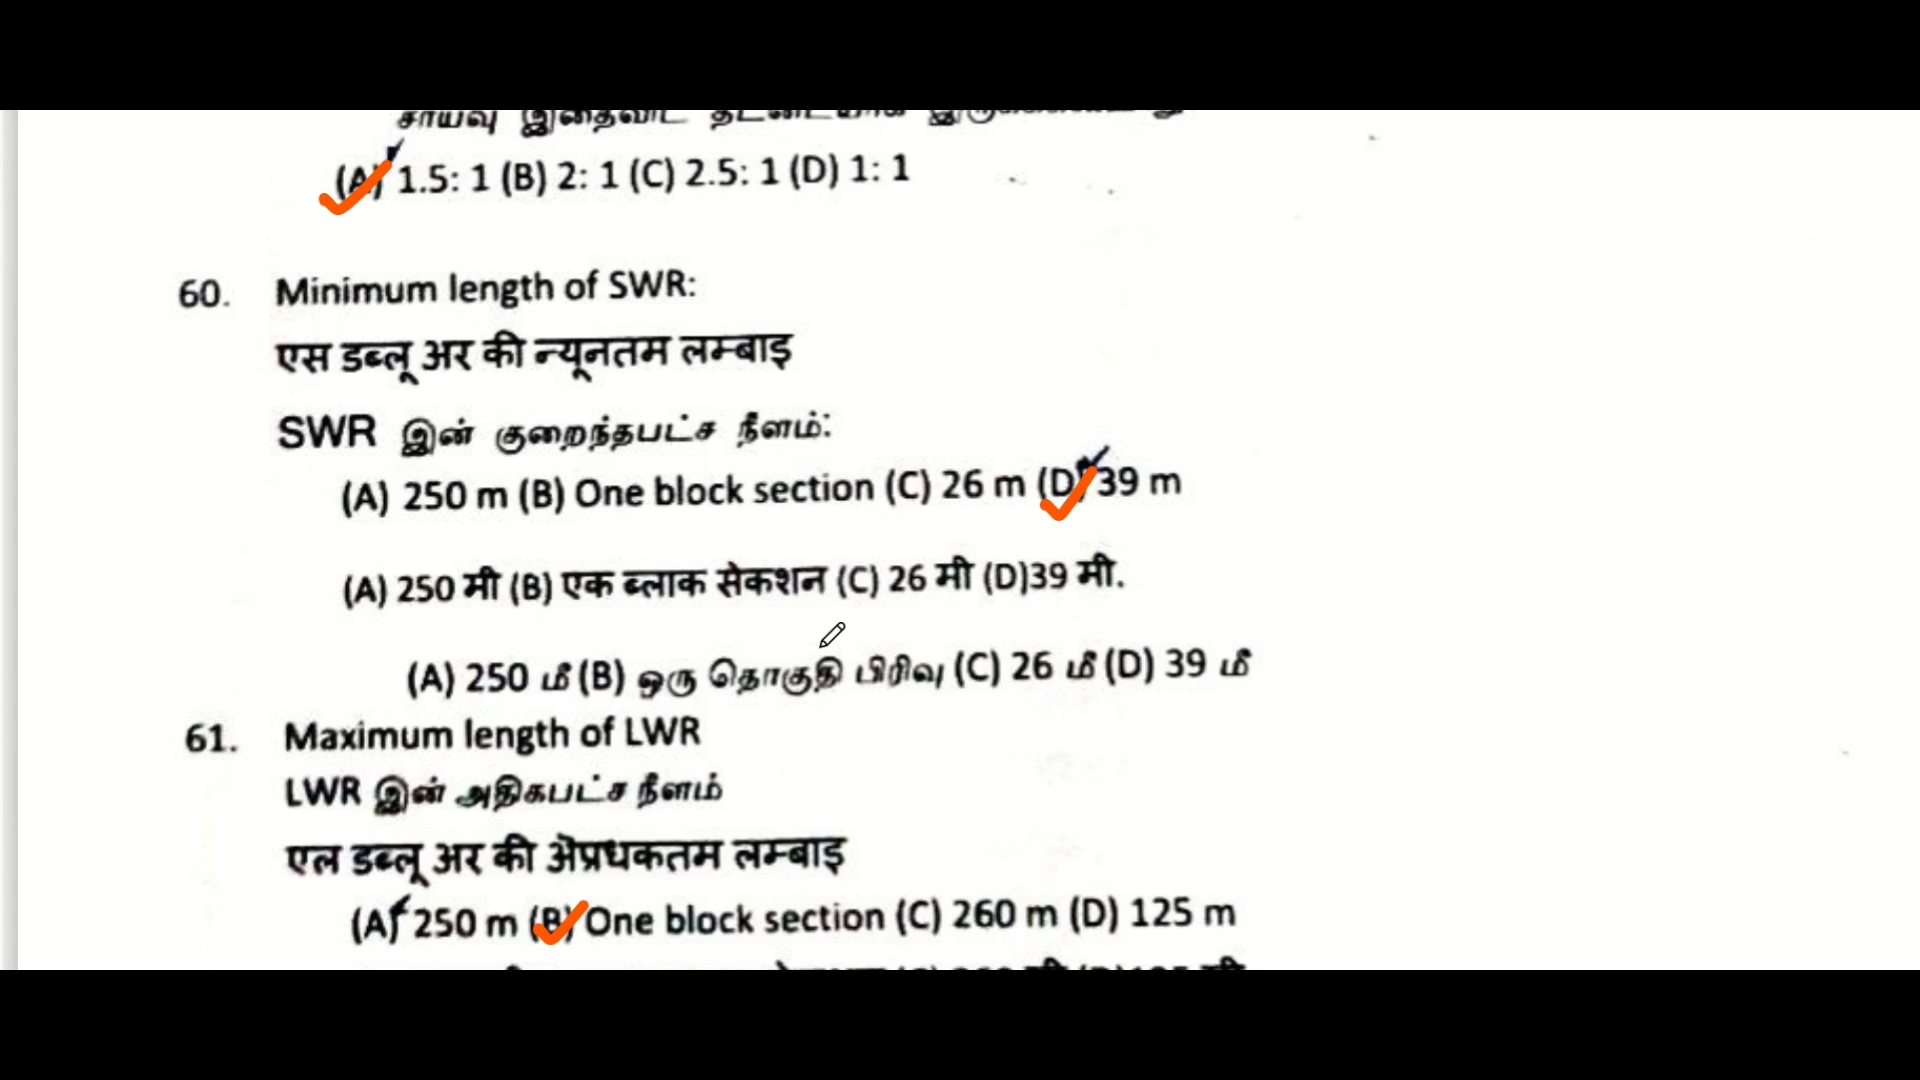 சாய்வு இதைவிட
(A) 1.5: 1 (B) 2: 1 (C) 2.5: 1 (D) 1: 1
60. Minimum length of SWR:
एस डब्लू अर की न्यूनतम लम्बाइ
SWR இன் குறைந்தபட்ச நீளம்:
(A) 250 m (B) One block section (C) 26 m (D) 39 m
(A) 250 मी (B) एक ब्लाक सेकशन (C) 26 मी (D)39 मी.
(A) 250 மீ (B) ஒரு தொகுதி பிரிவு (C) 26 மீ (D) 39 மீ
61. Maximum length of LWR
LWR இன் அதிகபட்ச நீளம்
एल डब्लू अर की ॲप्रधकतम लम्बाइ
(A) 250 m (B) One block section (C) 260 m (D) 125 m